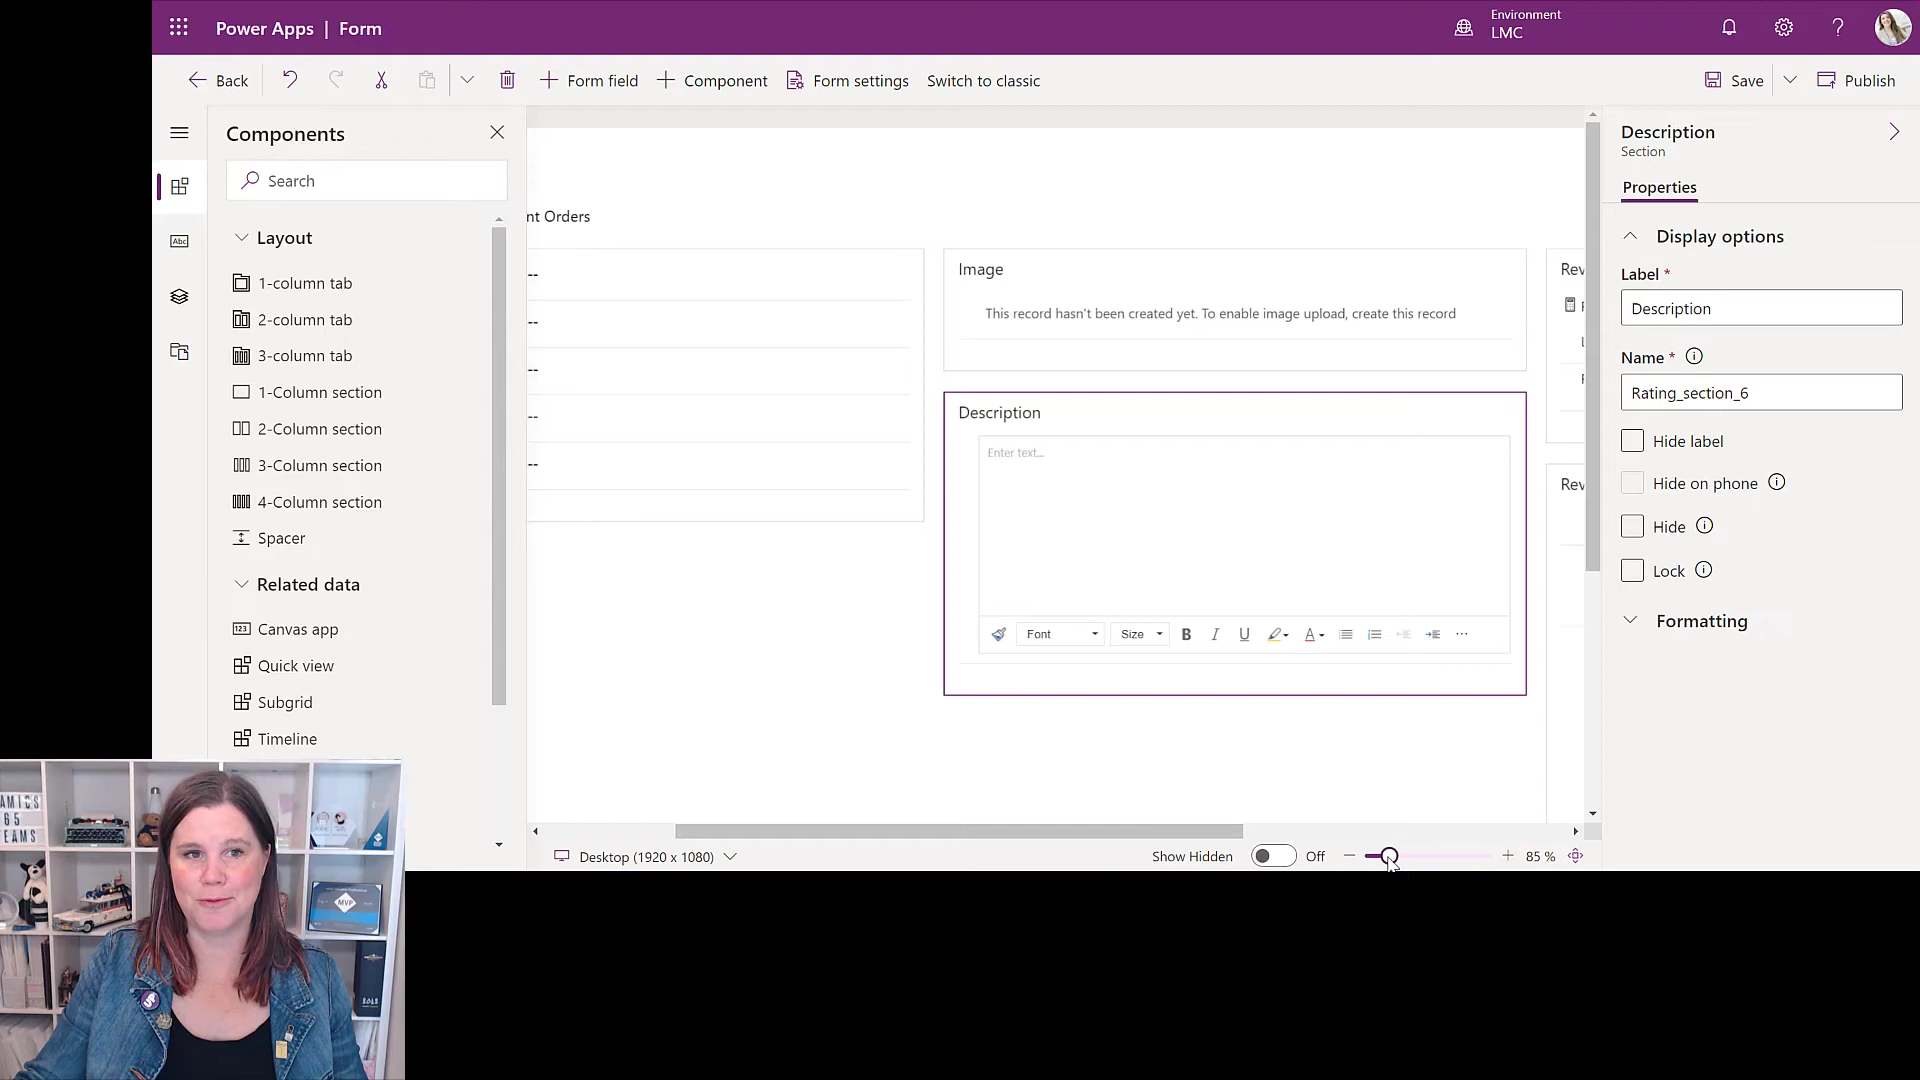 Power Apps | Form
Environment
LMC
Back
Form field
Component
Form settings
Switch to classic
Save
Publish
Components
Search
Layout
1-column tab
2-column tab
3-column tab
1-Column section
2-Column section
3-Column section
4-Column section
Spacer
Related data
Canvas app
Quick view
Subgrid
Timeline
nt Orders
--
--
--
--
--
Image
This record hasn't been created yet. To enable image upload, create this record
Description
Enter text...
Font
Size
B I U A
Rev
Rev
Description
Section
Properties
Display options
Label *
Description
Name *
Rating_section_6
Hide label
Hide on phone
Hide
Lock
Formatting
Desktop (1920 x 1080)
Show Hidden
Off
85 %
AMICS
65
TEAMS
MVP